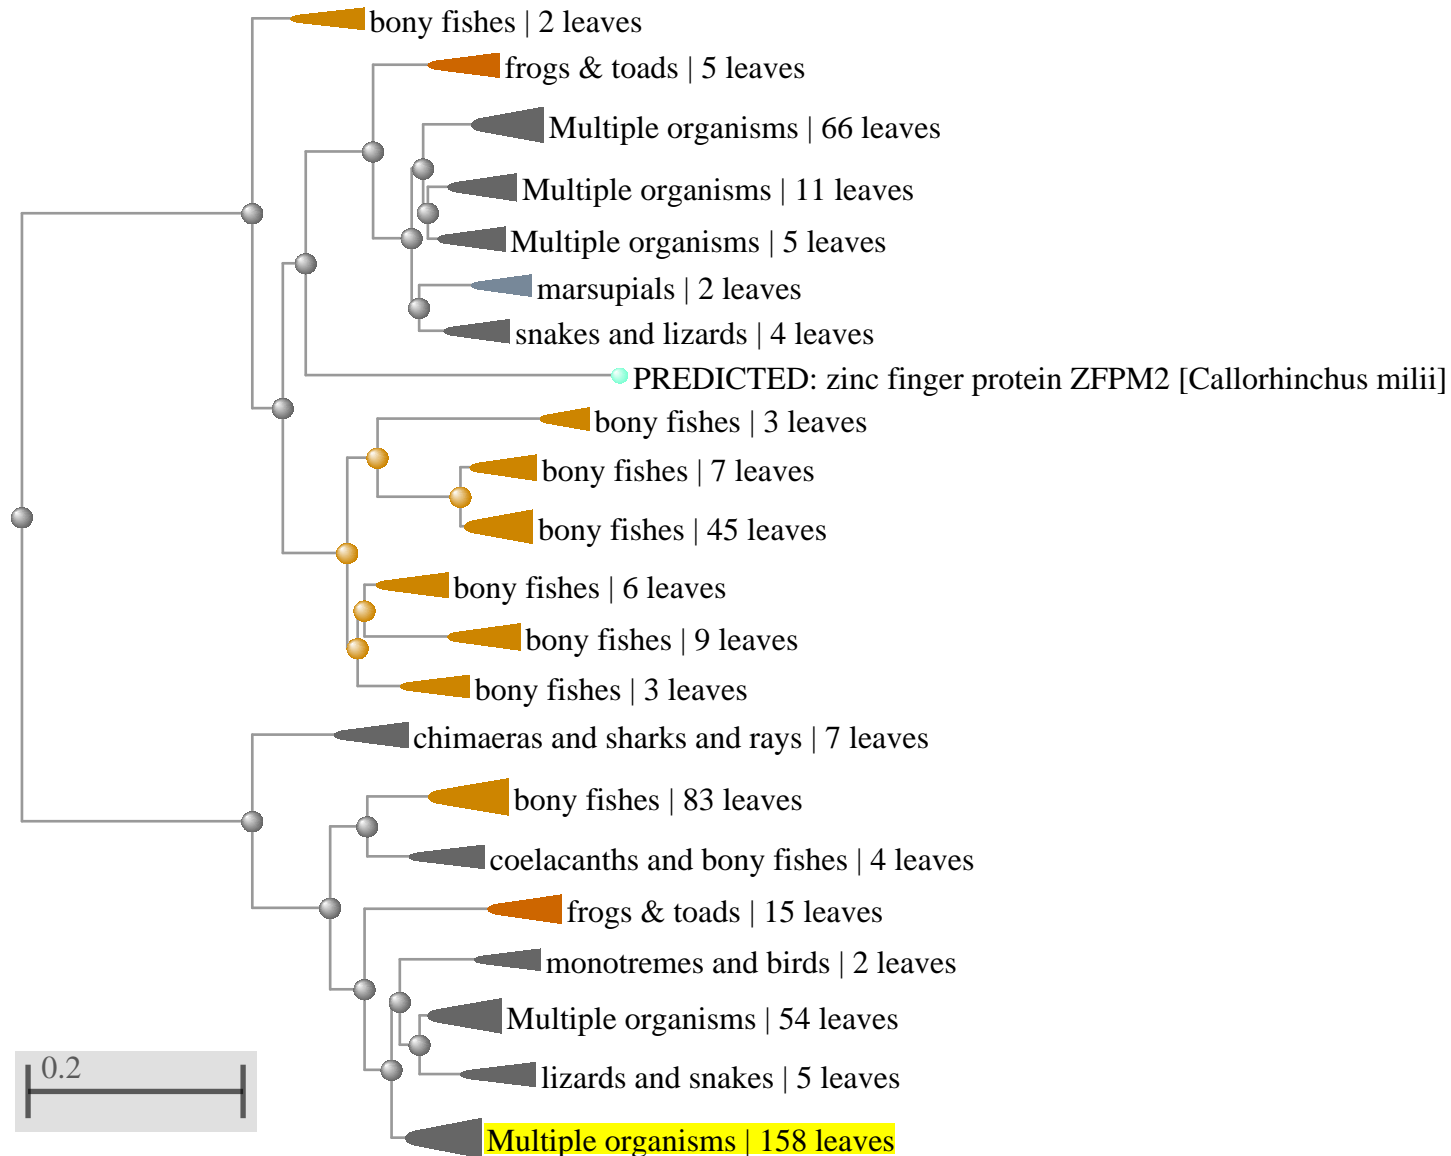 bony fishes | 2 leaves
frogs & toads | 5 leaves
Multiple organisms | 66 leaves
Multiple organisms | 11 leaves
Multiple organisms | 5 leaves
marsupials | 2 leaves
snakes and lizards | 4 leaves
PREDICTED: zinc finger protein ZFPM2 [Callorhinchus milii]
bony fishes | 3 leaves
bony fishes | 7 leaves
bony fishes | 45 leaves
bony fishes | 6 leaves
bony fishes | 9 leaves
bony fishes | 3 leaves
chimaeras and sharks and rays | 7 leaves
bony fishes | 83 leaves
coelacanths and bony fishes | 4 leaves
frogs & toads | 15 leaves
monotremes and birds | 2 leaves
Multiple organisms | 54 leaves
0.2
lizards and snakes | 5 leaves
Multiple organisms | 158 leaves